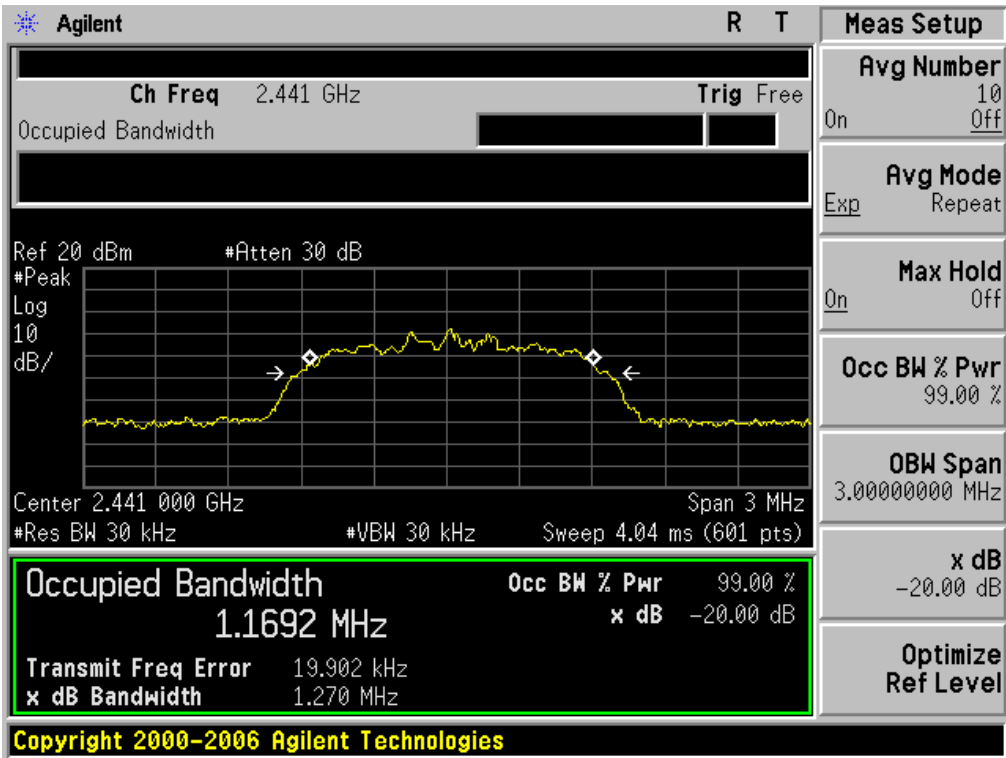 Agilent R T
Ch Freq 2.441 GHz Trig Free
Occupied Bandwidth
Ref 20 dBm #Atten 30 dB
#Peak
Log
10
dB/
Center 2.441 000 GHz Span 3 MHz
#Res BW 30 kHz #VBW 30 kHz Sweep 4.04 ms (601 pts)
Occupied Bandwidth Occ BW % Pwr 99.00 %
1.1692 MHz x dB -20.00 dB
Transmit Freq Error 19.902 kHz
x dB Bandwidth 1.270 MHz
Copyright 2000-2006 Agilent Technologies
Meas Setup
Avg Number
10
On Off
Avg Mode
Exp Repeat
Max Hold
On Off
Occ BW % Pwr
99.00 %
OBW Span
3.00000000 MHz
x dB
-20.00 dB
Optimize
Ref Level